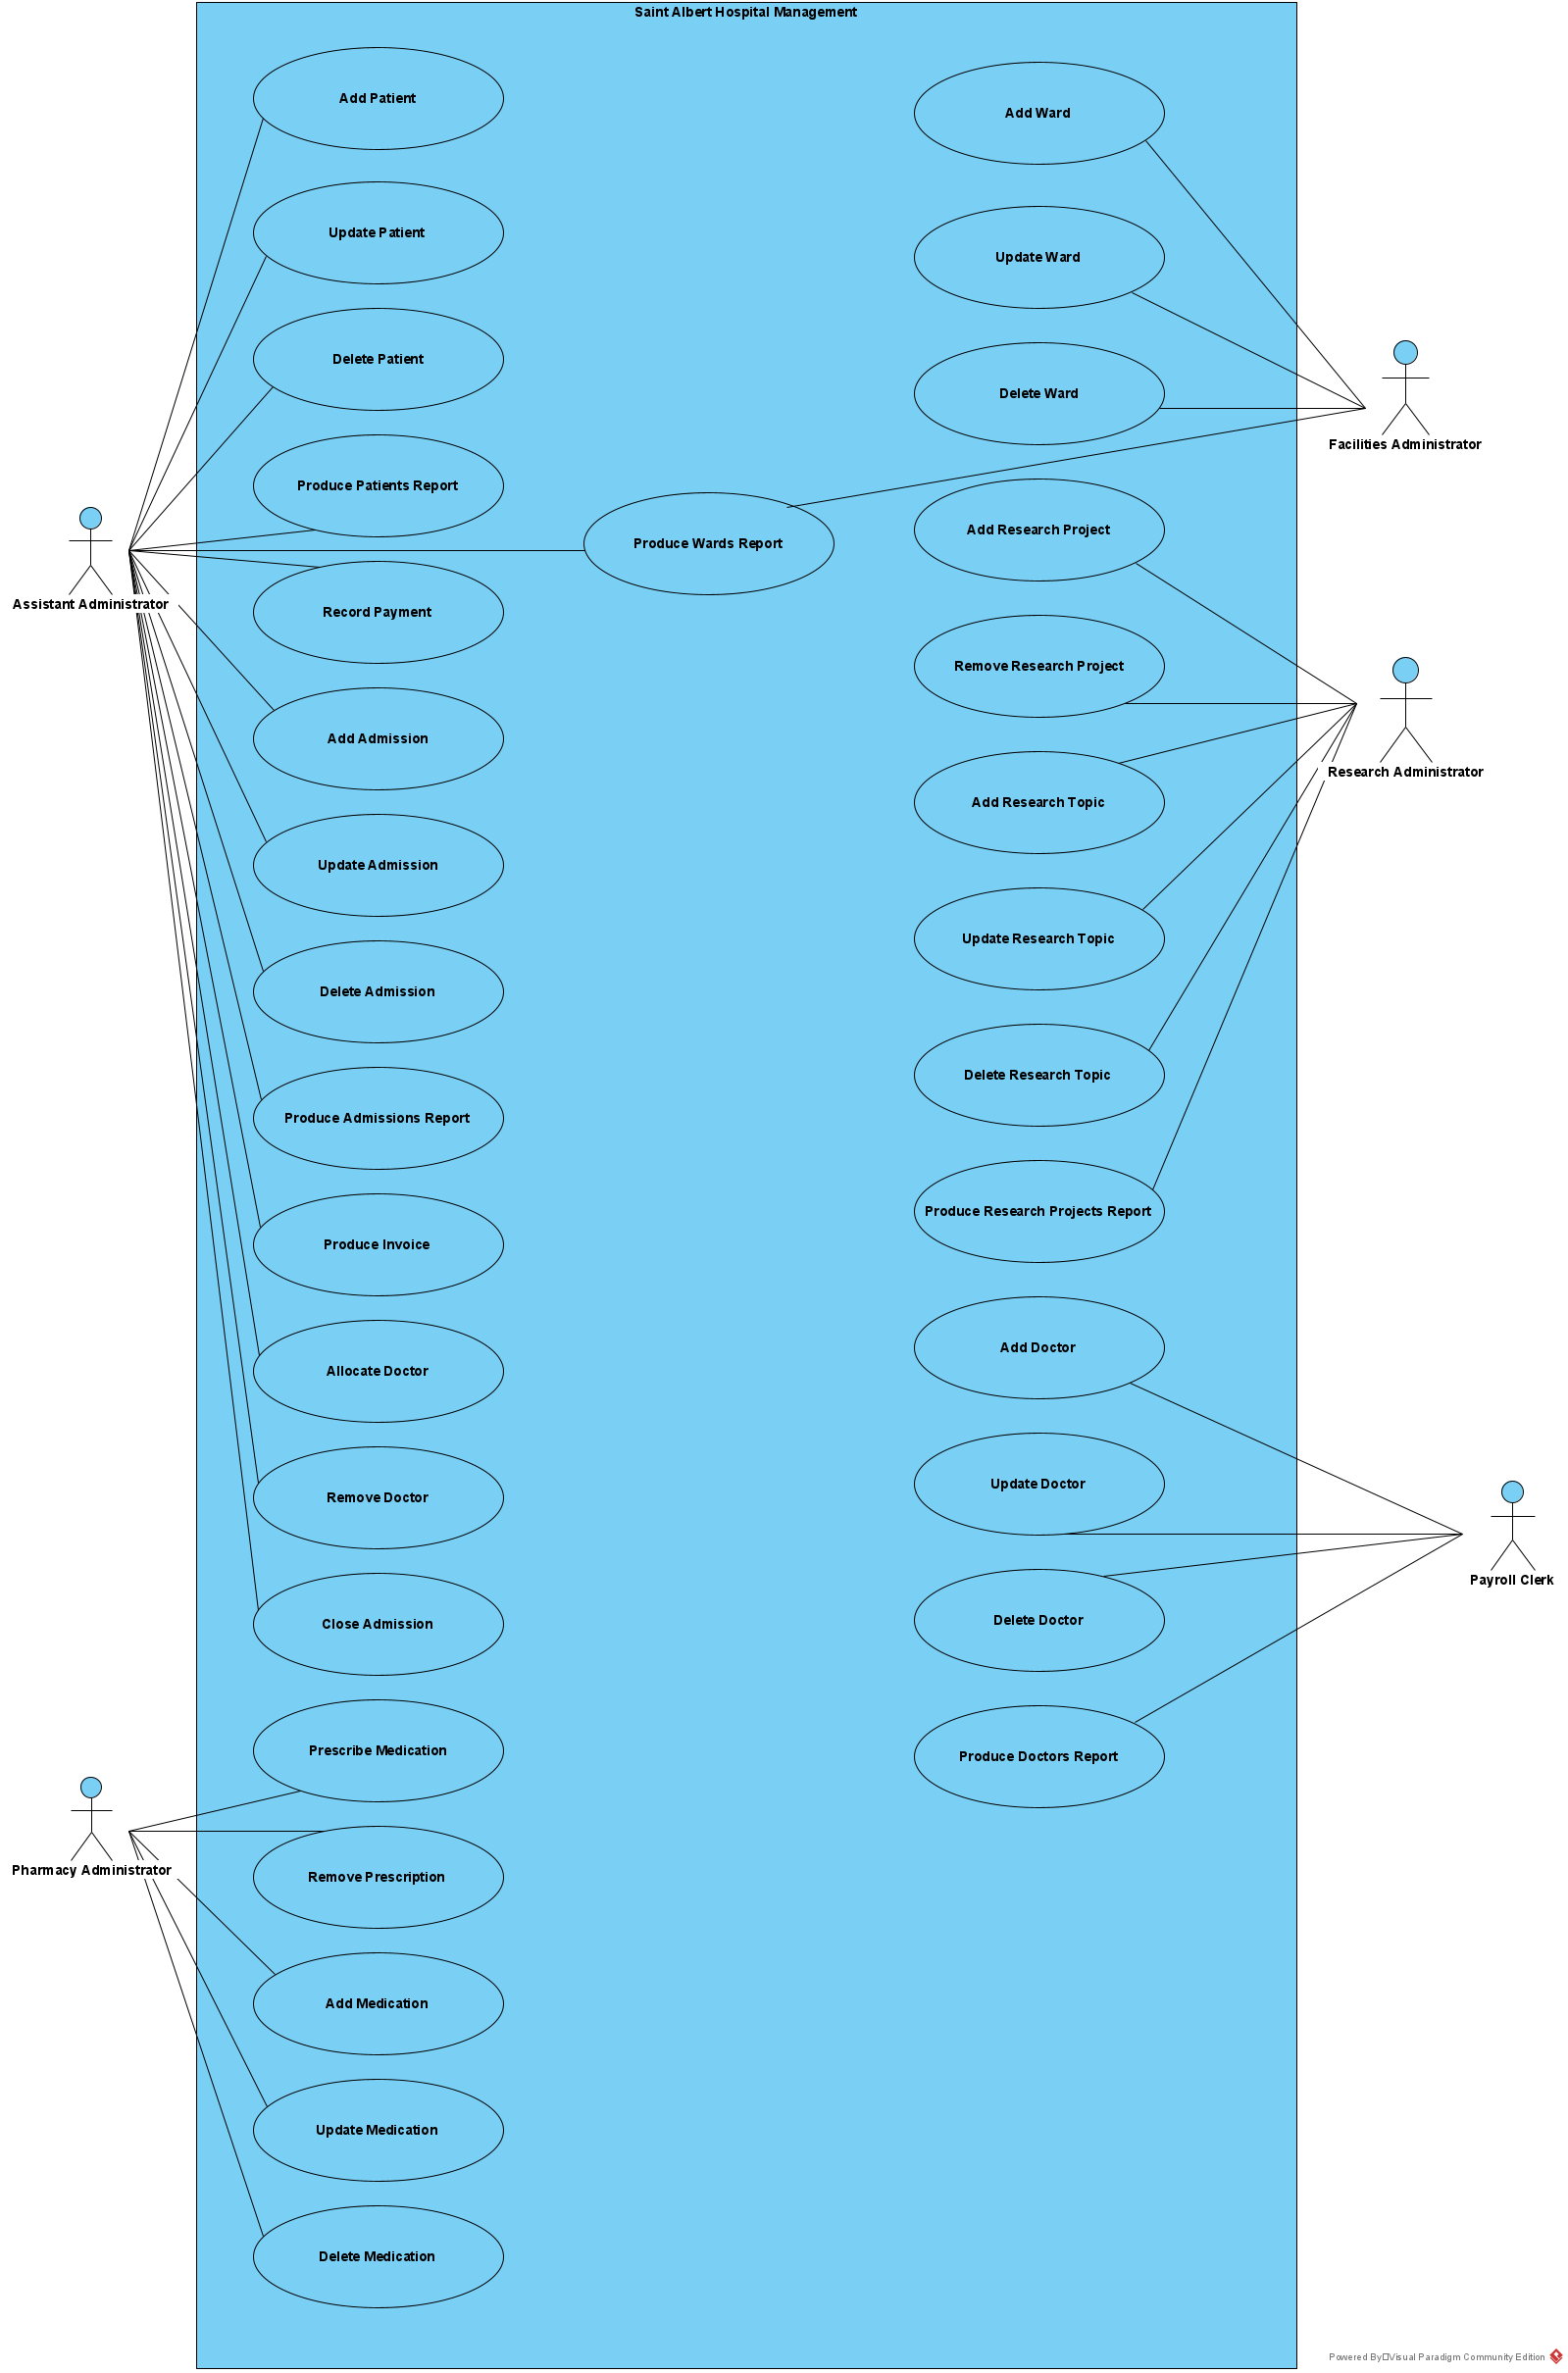 Saint Albert Hospital Management
Add Patient
Update Patient
Delete Patient
Produce Patients Report
Record Payment
Add Admission
Update Admission
Delete Admission
Produce Admissions Report
Produce Invoice
Allocate Doctor
Remove Doctor
Close Admission
Prescribe Medication
Remove Prescription
Add Medication
Update Medication
Delete Medication
Produce Wards Report
Add Ward
Update Ward
Delete Ward
Add Research Project
Remove Research Project
Add Research Topic
Update Research Topic
Delete Research Topic
Produce Research Projects Report
Add Doctor
Update Doctor
Delete Doctor
Produce Doctors Report
Assistant Administrator
Pharmacy Administrator
Facilities Administrator
Research Administrator
Payroll Clerk
Powered By□Visual Paradigm Community Edition